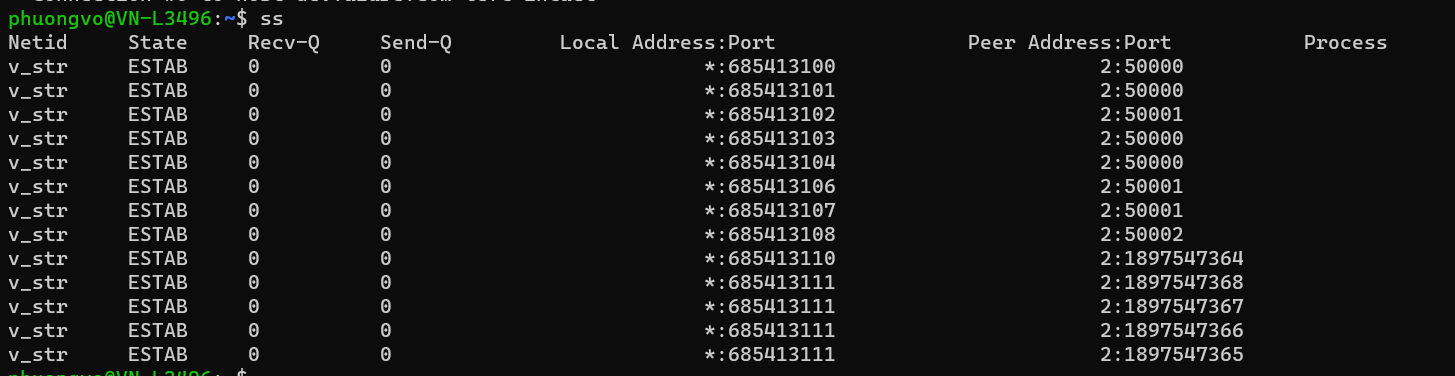 phuongvo@VN-L3496:~$ ss
Netid State Recv-Q Send-Q Local Address:Port Peer Address:Port Process
v_str ESTAB 0 0 *:685413100 2:50000
v_str ESTAB 0 0 *:685413101 2:50000
v_str ESTAB 0 0 *:685413102 2:50001
v_str ESTAB 0 0 *:685413103 2:50000
v_str ESTAB 0 0 *:685413104 2:50000
v_str ESTAB 0 0 *:685413106 2:50001
v_str ESTAB 0 0 *:685413107 2:50001
v_str ESTAB 0 0 *:685413108 2:50002
v_str ESTAB 0 0 *:685413110 2:1897547364
v_str ESTAB 0 0 *:685413111 2:1897547368
v_str ESTAB 0 0 *:685413111 2:1897547367
v_str ESTAB 0 0 *:685413111 2:1897547366
v_str ESTAB 0 0 *:685413111 2:1897547365
phuongvo@VN-L3496:~$